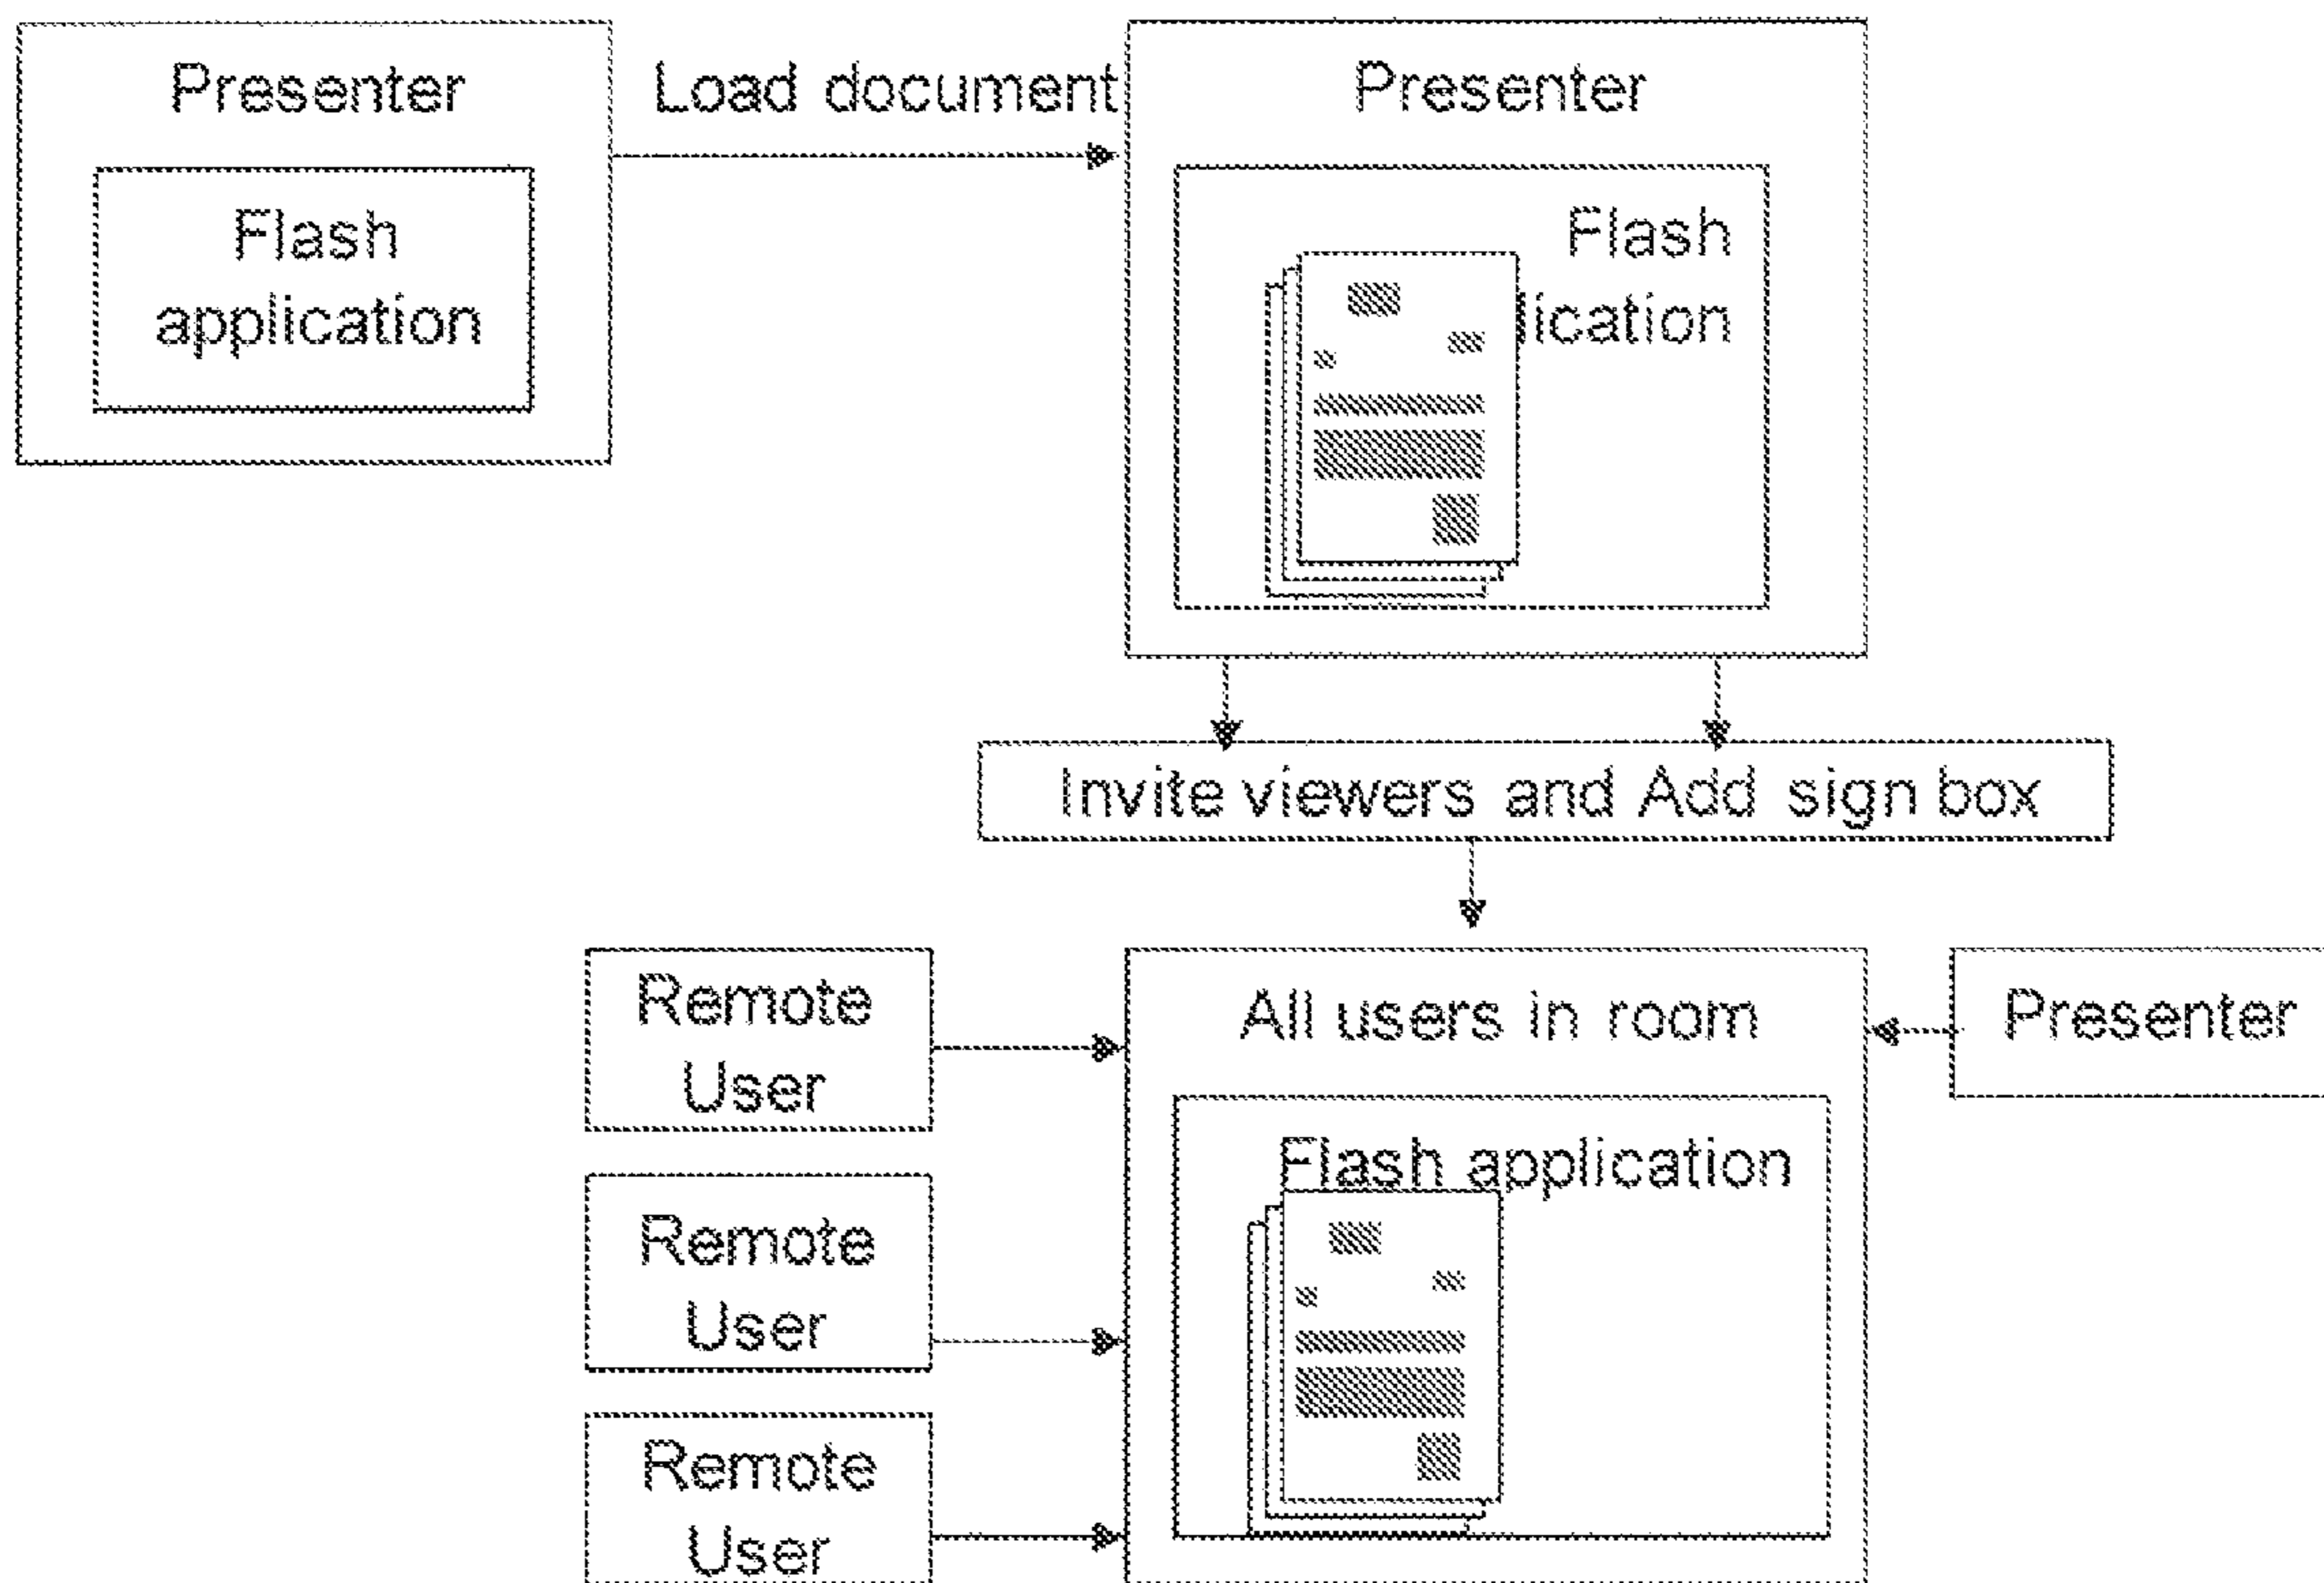 Presenter
Flash
application
Load document
Presenter
Flash
lication
Invite viewers and Add sign box
Remote
User
Remote
User
Remote
User
All users in room
Flash application
Presenter